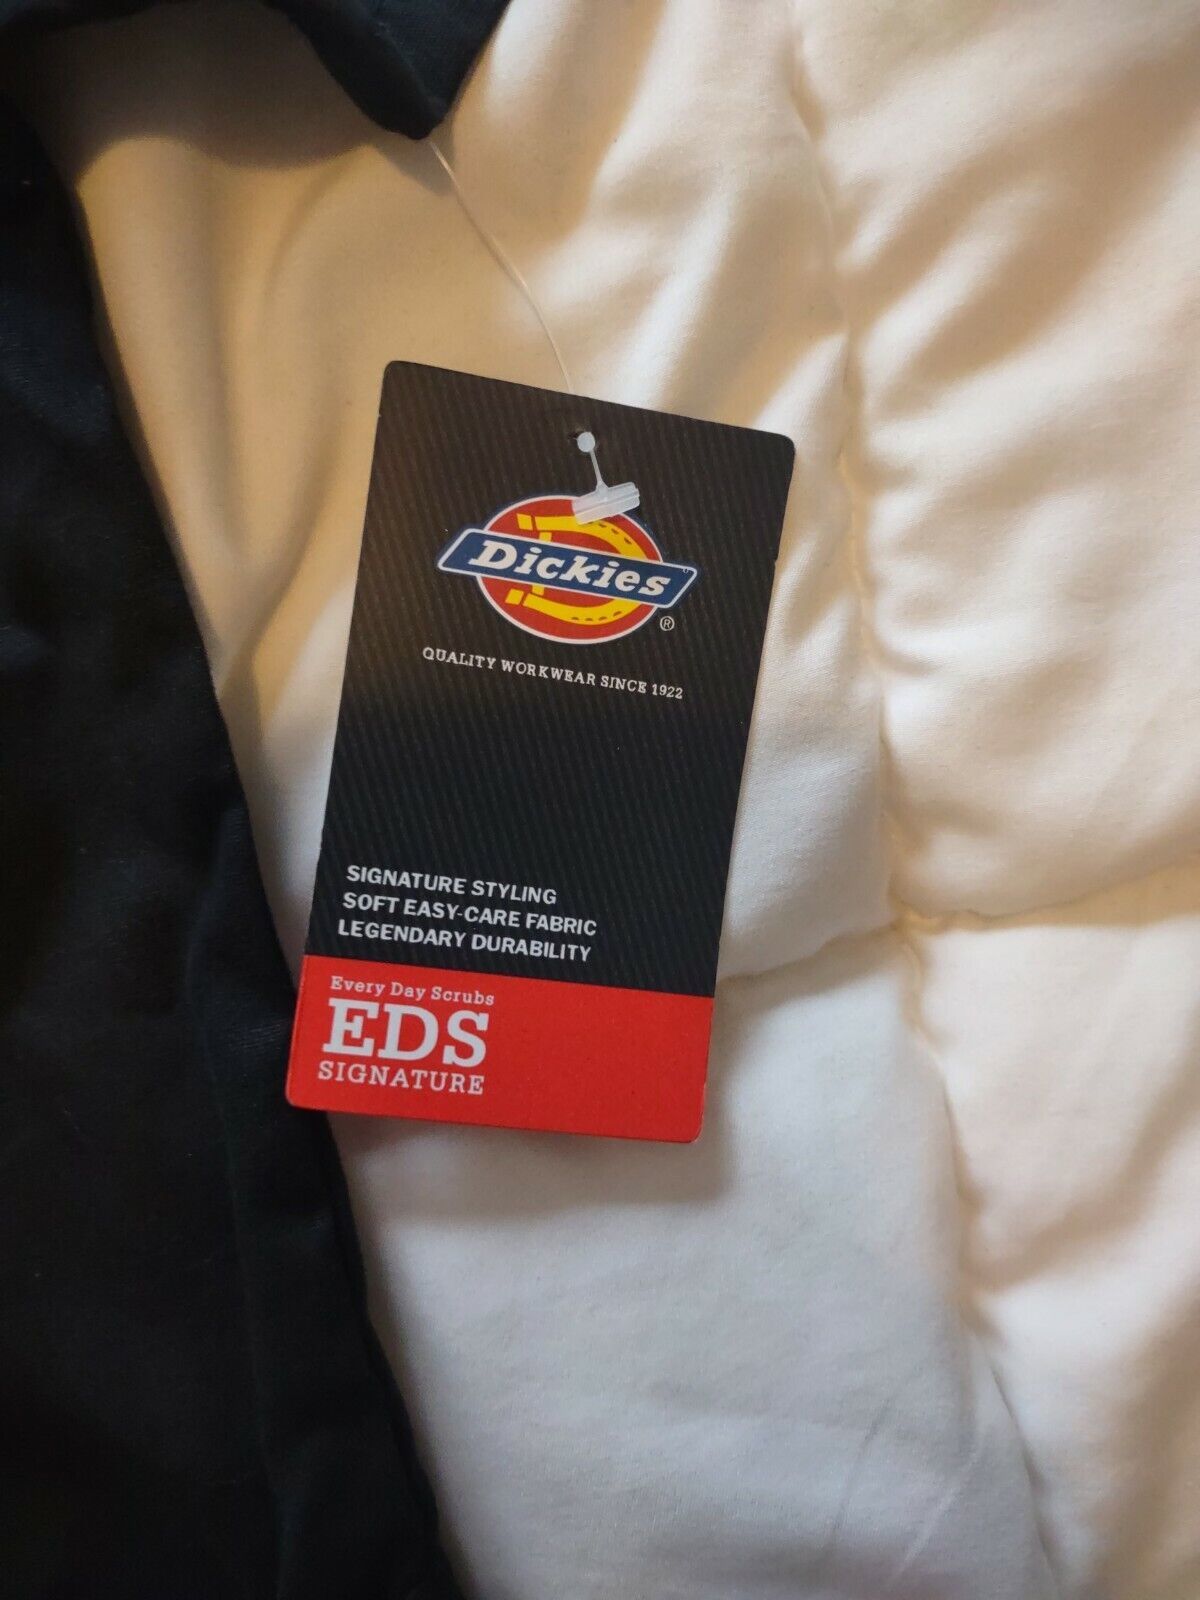 Dickies
®
QUALITY WORKWEAR SINCE 1922
SIGNATURE STYLING
SOFT EASY-CARE FABRIC
LEGENDARY DURABILITY
Every Day Scrubs
EDS
SIGNATURE